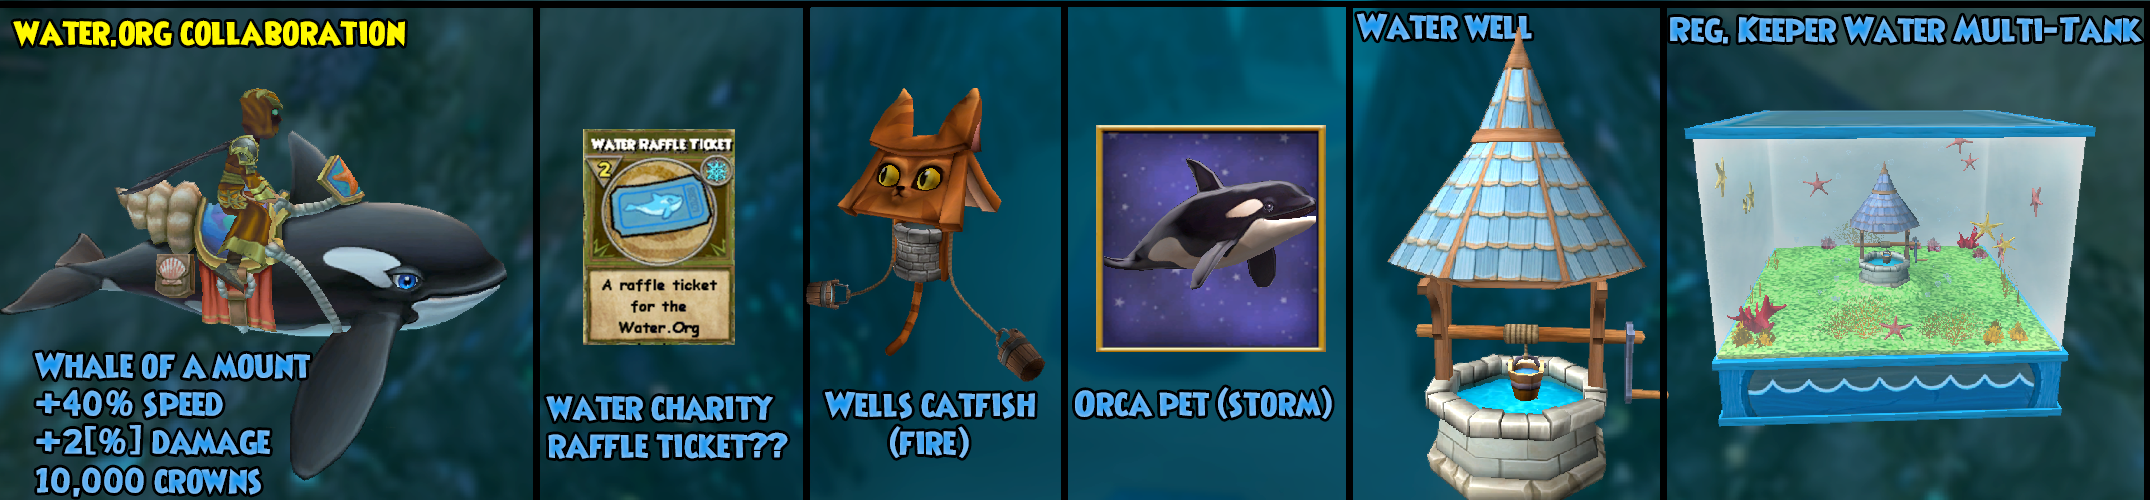 WATER.ORG COLLABORATION
WHALE OF A MOUNT
+40% SPEED
+2[%] DAMAGE
10,000 CROWNS
WATER RAFFLE TICKET
2
A raffle ticket
for the
Water.Org
WATER CHARITY
RAFFLE TICKET??
WELLS CATFISH
(FIRE)
ORCA PET (STORM)
WATER WELL
REG. KEEPER WATER MULTI-TANK